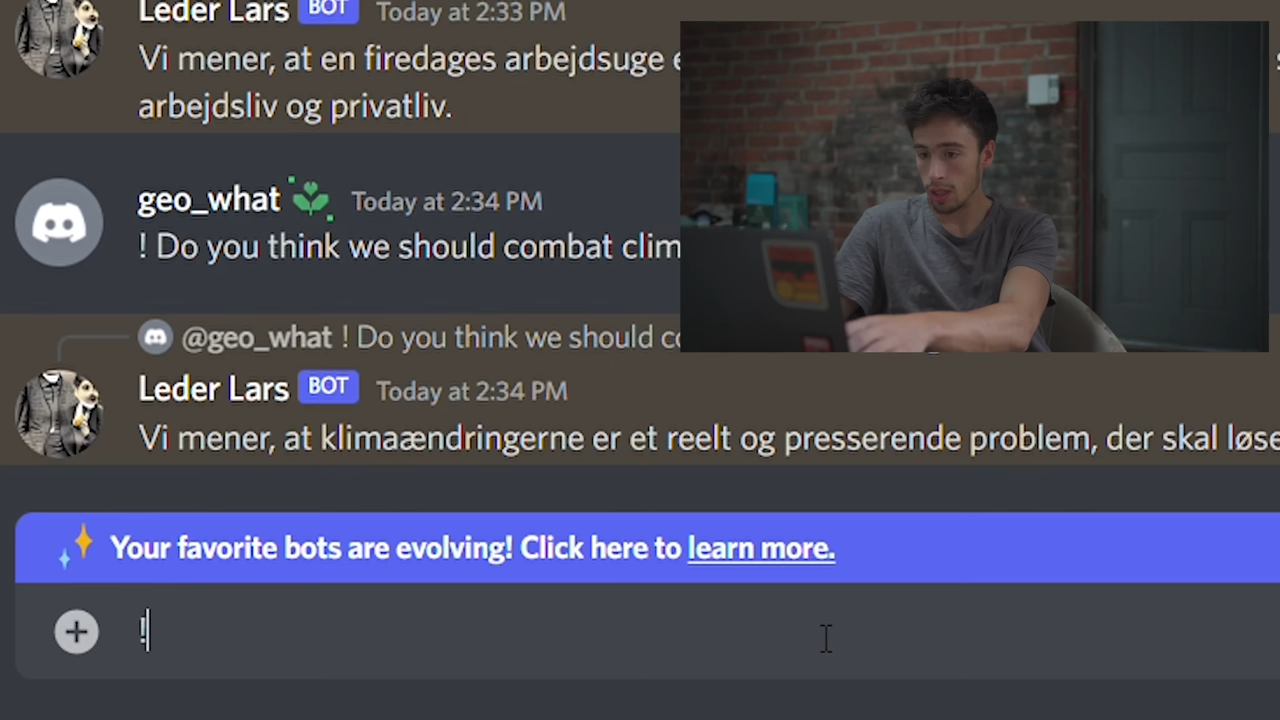 Leder Lars BOT Today at 2:33 PM
Vi mener, at en firedages arbejdsuge
arbejdsliv og privatliv.
geo_what Today at 2:34 PM
! Do you think we should combat
@geo_what ! Do you think we should
Leder Lars BOT Today at 2:34 PM
Vi mener, at klimaændringerne er et reelt og presserende problem, der skal
Your favorite bots are evolving! Click here to learn more.
!